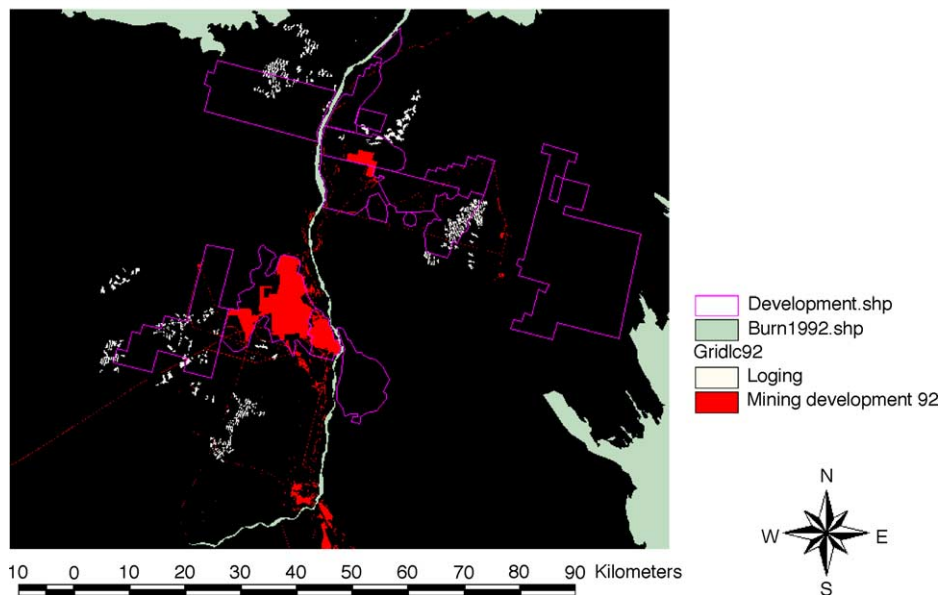 Development.shp
Burn1992.shp
Gridlc92
Loging
Mining development 92
N
W E
S
10 0 10 20 30 40 50 60 70 80 90 Kilometers